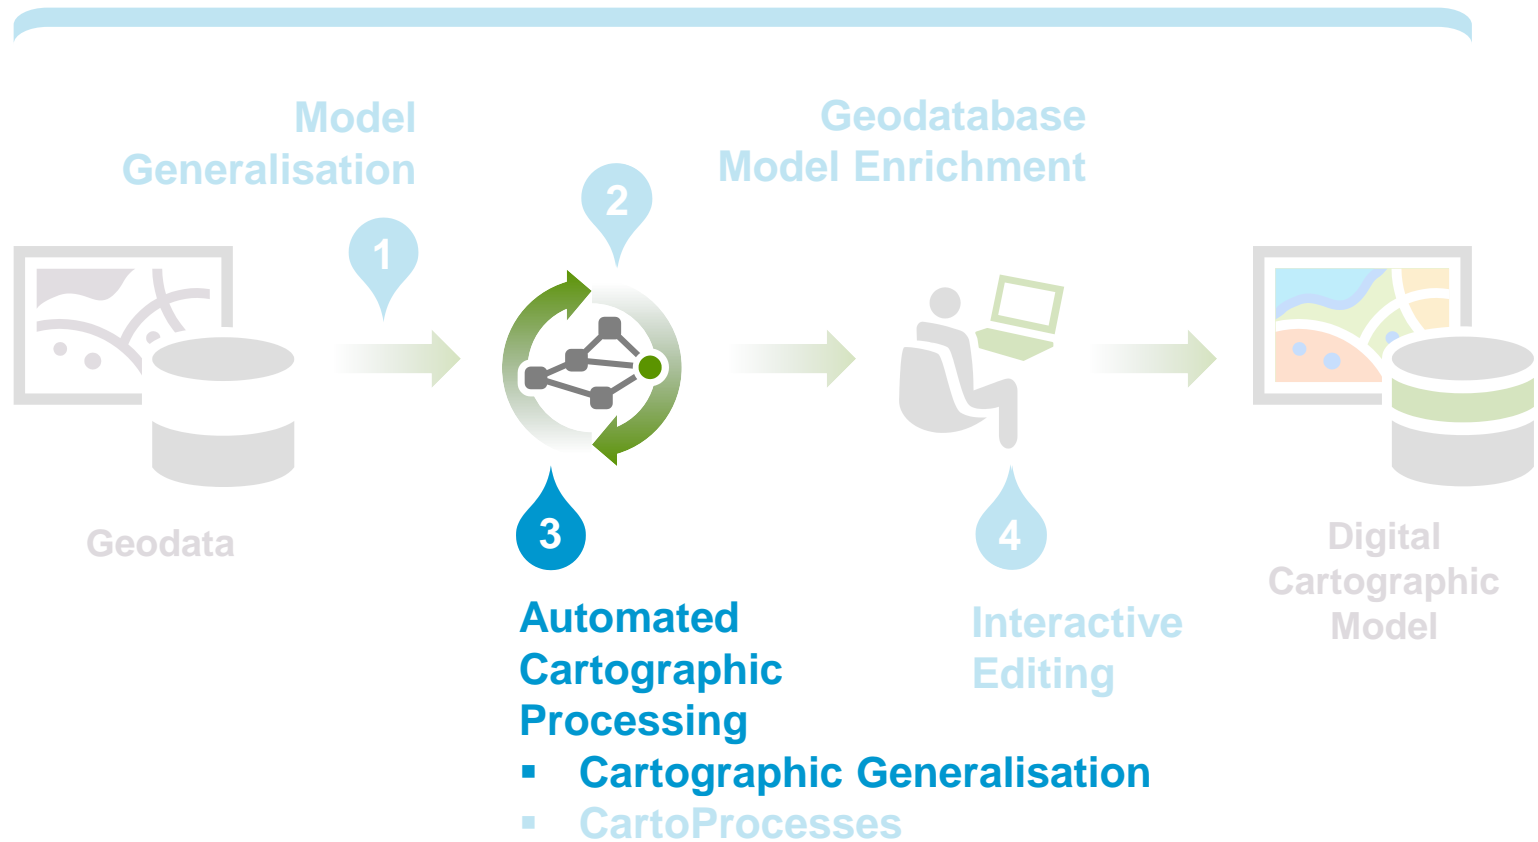 Model
Generalisation
1
2
Geodatabase
Model Enrichment
Geodata
3
Automated
Cartographic
Processing
▪ Cartographic Generalisation
▪ CartoProcesses
4
Interactive
Editing
Digital
Cartographic
Model